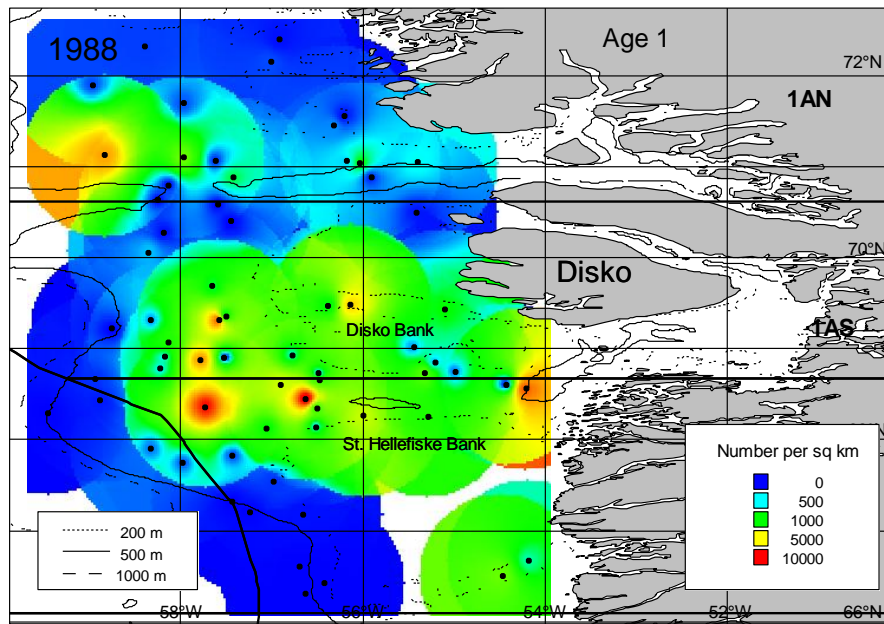 1988
Age 1
72°N
1AN
70°N
Disko
Disko Bank
1AS
St. Hellefiske Bank
N
Number per sq km
0
500
1000
5000
10000
200 m
500 m
1000 m
58°W
56°W
54°W
52°W
66°N